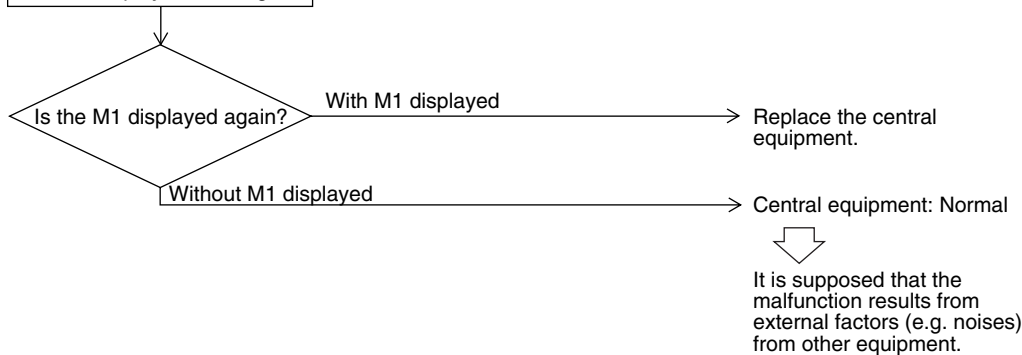 With M1 displayed
Is the M1 displayed again?
Replace the central
equipment.
Without M1 displayed
Central equipment: Normal
It is supposed that the
malfunction results from
external factors (e.g. noises)
from other equipment.